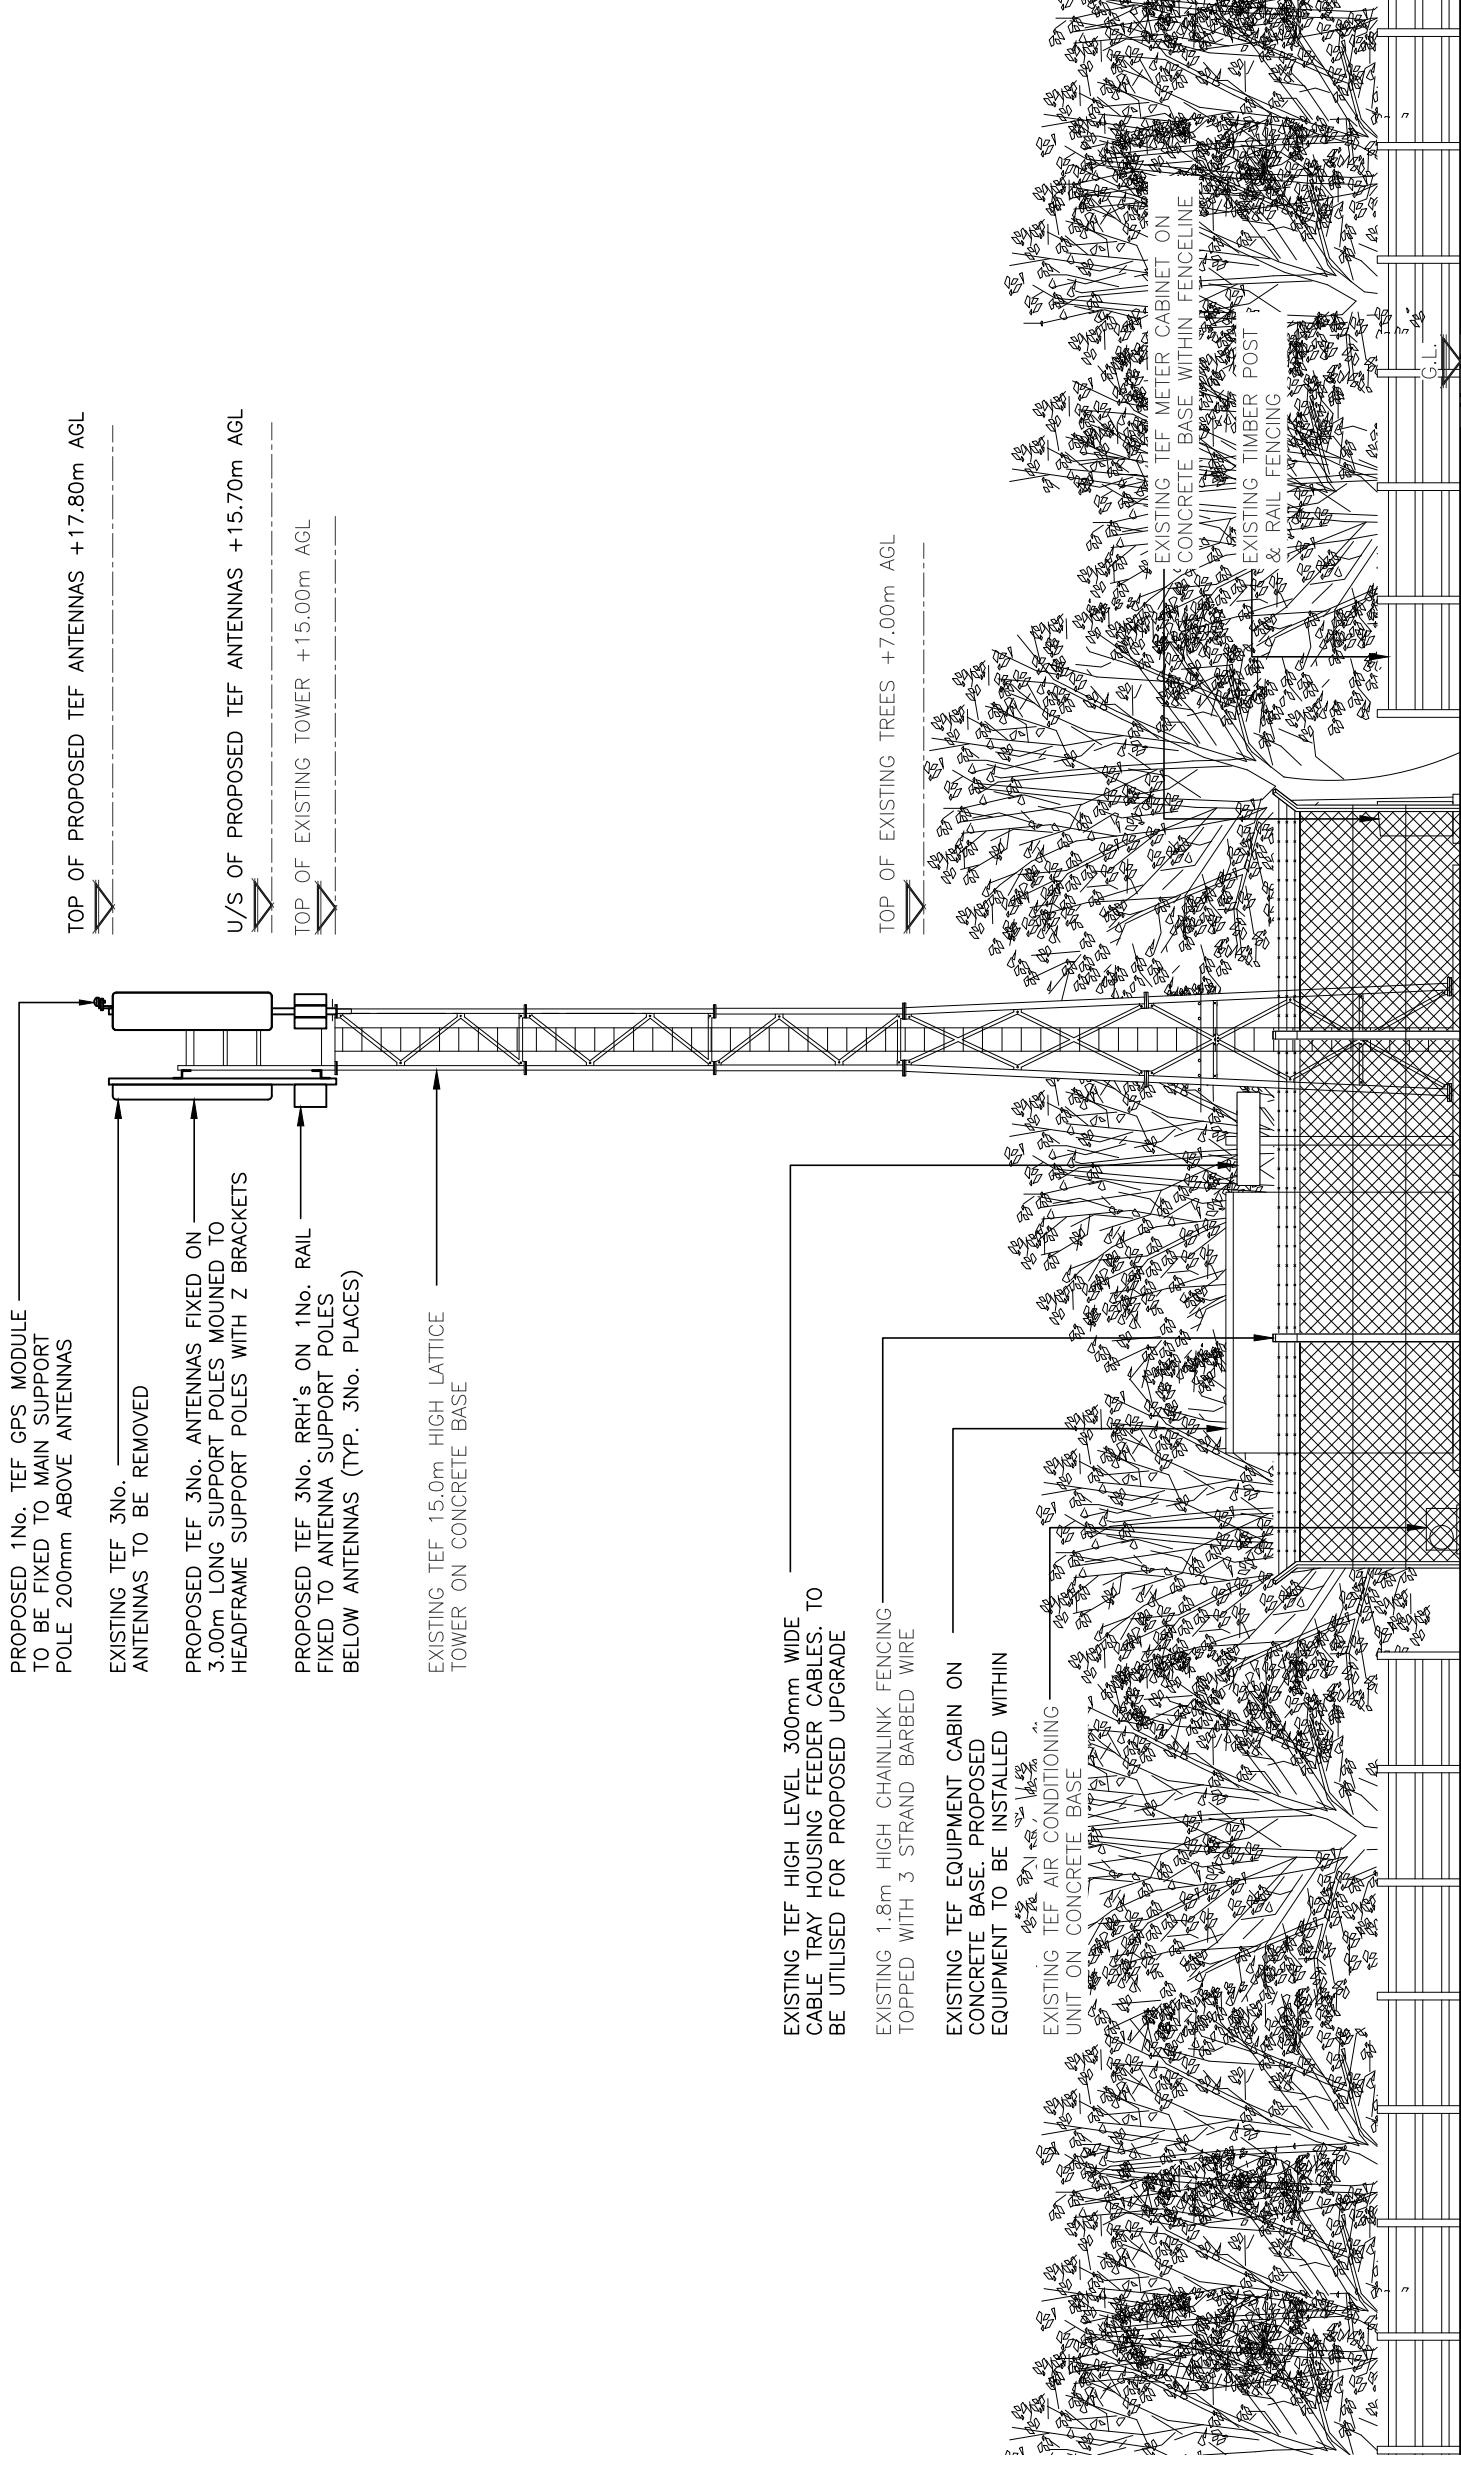 PROPOSED 1No. TEF GPS MODULE
TO BE FIXED TO MAIN SUPPORT
POLE 200mm ABOVE ANTENNAS
EXISTING TEF 3No.
ANTENNAS TO BE REMOVED
PROPOSED TEF 3No. ANTENNAS FIXED ON
3.00m LONG SUPPORT POLES MOUNED TO
HEADFRAME SUPPORT POLES WITH Z BRACKETS
PROPOSED TEF 3No. RRH's ON 1No. RAIL
FIXED TO ANTENNA SUPPORT POLES
BELOW ANTENNAS (TYP. 3No. PLACES)
EXISTING TEF 15.0m HIGH LATTICE
TOWER ON CONCRETE BASE
EXISTING TEF HIGH LEVEL 300mm WIDE
CABLE TRAY HOUSING FEEDER CABLES. TO
BE UTILISED FOR PROPOSED UPGRADE
EXISTING 1.8m HIGH CHAINLINK FENCING
TOPPED WITH 3 STRAND BARBED WIRE
EXISTING TEF EQUIPMENT CABIN ON
CONCRETE BASE. PROPOSED
EQUIPMENT TO BE INSTALLED WITHIN
EXISTING TEF AIR CONDITIONING
UNIT ON CONCRETE BASE
TOP OF PROPOSED TEF ANTENNAS +17.80m AGL
U/S OF PROPOSED TEF ANTENNAS +15.70m AGL
TOP OF EXISTING TOWER +15.00m AGL
TOP OF EXISTING TREES +7.00m AGL
EXISTING TEF METER CABINET ON
CONCRETE BASE WITHIN FENCELINE
EXISTING TIMBER POST
& RAIL FENCING
G.L.